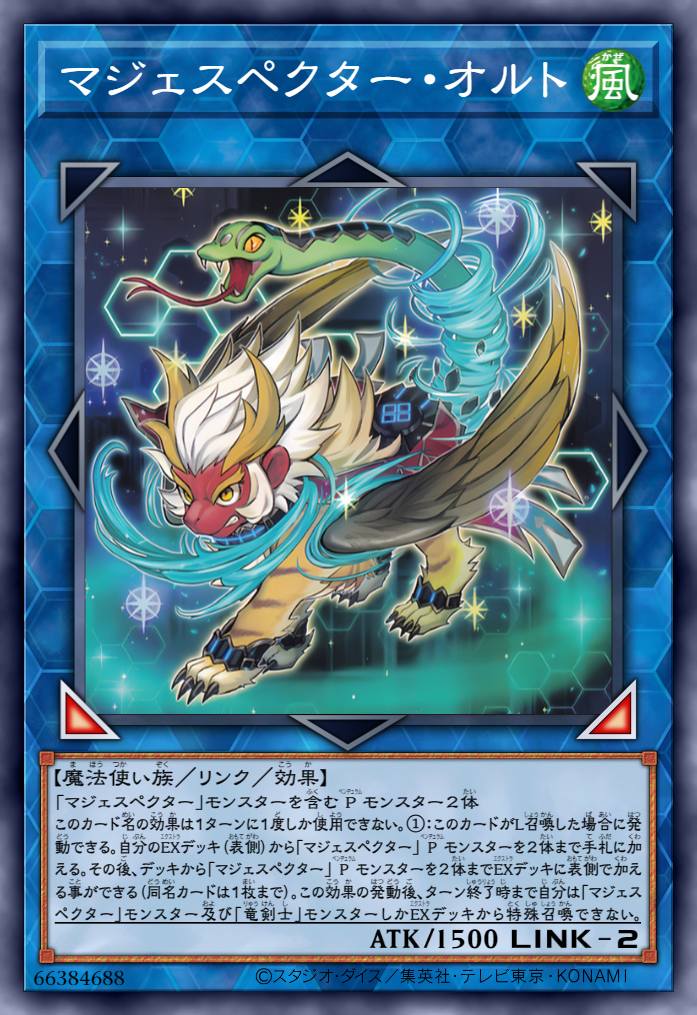 マジェスペクター・オルト 風
【魔法使い族／リンク／効果】
「マジェスペクター」モンスターを含むＰモンスター２体
このカード名の効果は1ターンに1度しか使用できない。①：このカードがL召喚した場合に発
動できる。自分のEXデッキ（表側）から「マジェスペクター」Ｐモンスターを2体まで手札に加
える。その後、デッキから「マジェスペクター」Ｐモンスターを2体までEXデッキに表側で加え
る事ができる（同名カードは1枚まで）。この効果の発動後、ターン終了時まで自分は「マジェス
ペクター」モンスター及び「竜剣士」モンスターしかEXデッキから特殊召喚できない。
ATK/1500 LINK-2
66384688 ©スタジオ・ダイス／集英社・テレビ東京・KONAMI